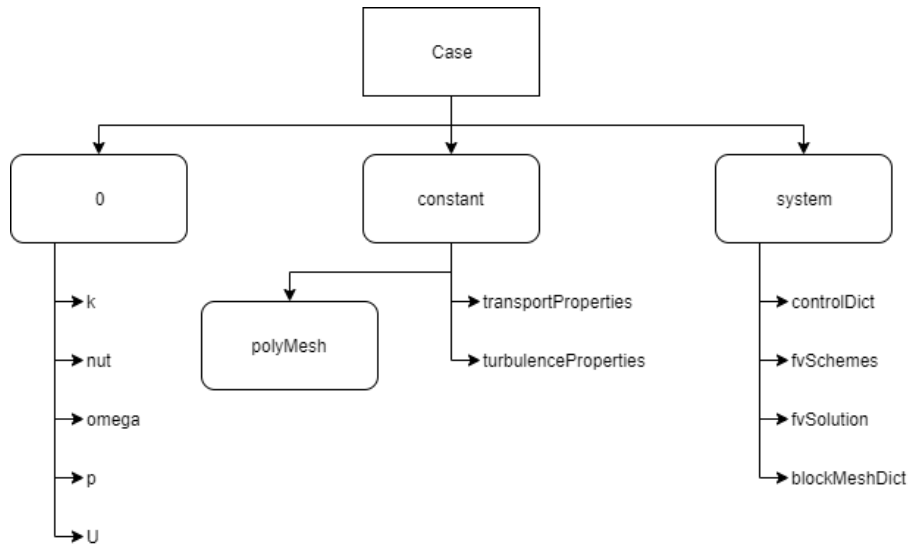 Case
0
constant
system
k
nut
omega
p
U
polyMesh
transportProperties
turbulenceProperties
controlDict
fvSchemes
fvSolution
blockMeshDict